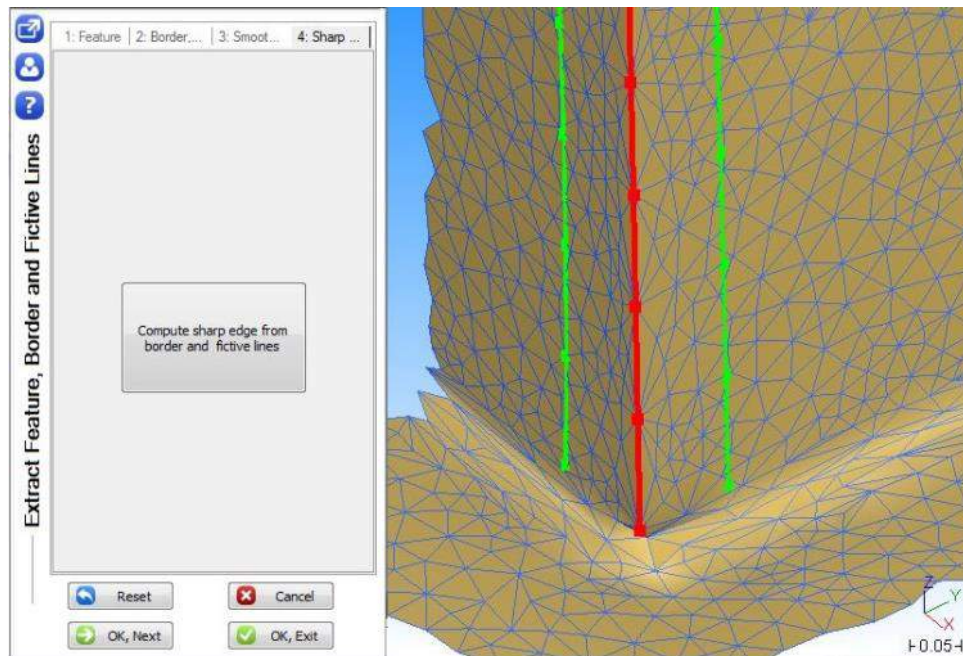 1: Feature
2: Border,...
3: Smoot...
4: Sharp ...
?
Extract Feature, Border and Fictive Lines
Compute sharp edge from
border and fictive lines
Reset
Cancel
OK, Next
OK, Exit
Z
Y
X
0.05